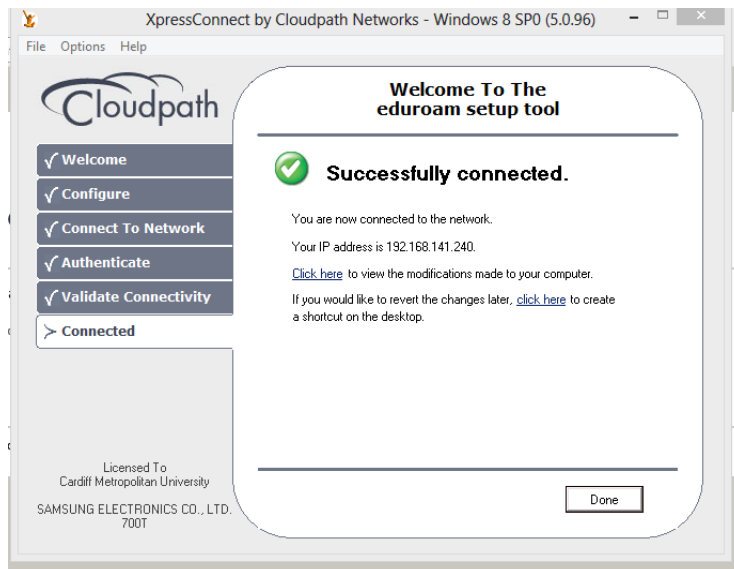 XpressConnect by Cloudpath Networks - Windows 8 SP0 (5.0.96)
File Options Help
Cloudpath
Welcome To The
eduroam setup tool
√ Welcome
√ Configure
√ Connect To Network
√ Authenticate
√ Validate Connectivity
> Connected
Successfully connected.
You are now connected to the network.
Your IP address is 192.168.141.240.
Click here to view the modifications made to your computer.
If you would like to revert the changes later, click here to create
a shortcut on the desktop.
Licensed To
Cardiff Metropolitan University
SAMSUNG ELECTRONICS CO., LTD.
700T
Done